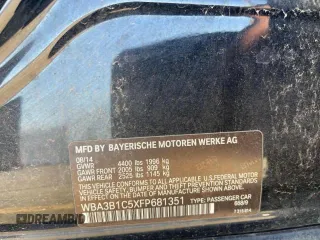 MFD BY BAYERISCHE MOTOREN WERKE AG
08/14
GVWR 4400 lbs 1996 kg
GAWR FRONT 2005 lbs 909 kg
GAWR REAR 2525 lbs 1145 kg
THIS VEHICLE CONFORMS TO ALL APPLICABLE U.S. FEDERAL MOTOR
VEHICLE SAFETY, BUMPER AND THEFT PREVENTION STANDARDS IN
EFFECT ON THE DATE OF MANUFACTURE SHOWN ABOVE.
WBA3B1C5XFP681351 TYPE: PASSENGER CAR
DREAMBID